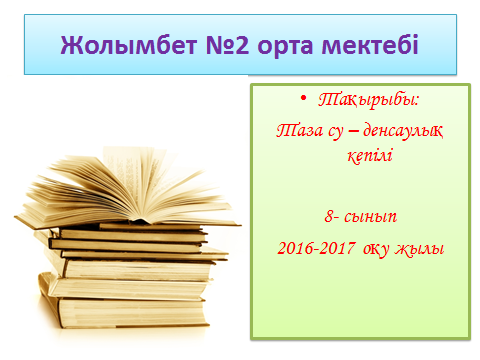 Жолымбет №2 орта мектебі
• Тақырыбы:
Таза су – денсаулық
кепілі
8- сынып
2016-2017 оқу жылы